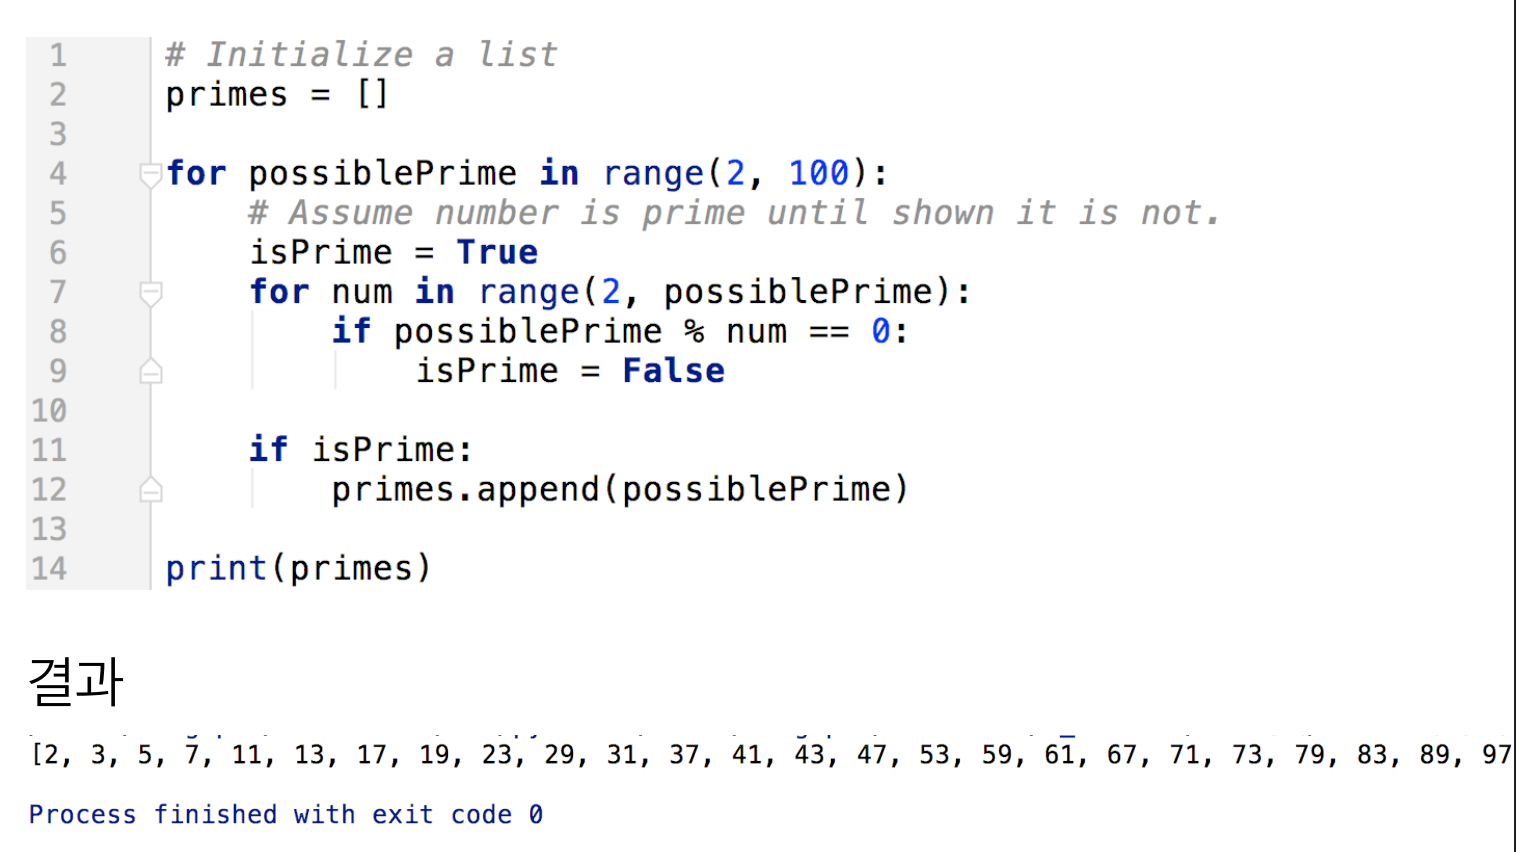 1 # Initialize a list
2 primes = []
3
4 for possiblePrime in range(2, 100):
5     # Assume number is prime until shown it is not.
6     isPrime = True
7     for num in range(2, possiblePrime):
8         if possiblePrime % num == 0:
9             isPrime = False
10
11     if isPrime:
12         primes.append(possiblePrime)
13
14 print(primes)
결과
[2, 3, 5, 7, 11, 13, 17, 19, 23, 29, 31, 37, 41, 43, 47, 53, 59, 61, 67, 71, 73, 79, 83, 89, 97
Process finished with exit code 0